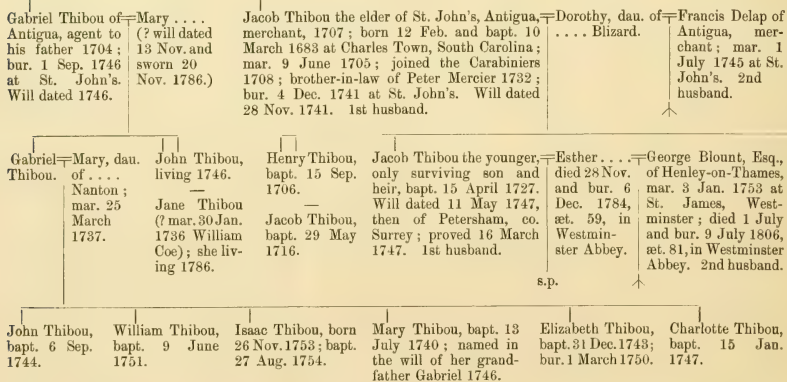 Gabriel Thibou of
Antigua, agent to
his father 1704;
bur. 1 Sep. 1746
at St. John's.
Will dated 1746.
Mary . . . .
(? will dated
13 Nov. and
sworn 20
Nov. 1786.)
Jacob Thibou the elder of St. John's, Antigua,
merchant, 1707; born 12 Feb. and bapt. 10
March 1683 at Charles Town, South Carolina;
mar. 9 June 1705; joined the Carabiniers
1708; brother-in-law of Peter Mercier 1732;
bur. 4 Dec. 1741 at St. John's. Will dated
28 Nov. 1741. 1st husband.
Dorothy, dau. of
. . . . Blizard.
Francis Delap of
Antigua, mer-
chant; mar. 1
July 1745 at St.
John's. 2nd
husband.
Gabriel
Thibou.
Mary, dau.
of . . . .
Nanton;
mar. 25
March
1737.
John Thibou,
living 1746.
—
Jane Thibou
(? mar. 30 Jan.
1736 William
Coe); she liv-
ing 1786.
Henry Thibou,
bapt. 15 Sep.
1706.
—
Jacob Thibou,
bapt. 29 May
1716.
Jacob Thibou the younger,
only surviving son and
heir, bapt. 15 April 1727.
Will dated 11 May 1747,
then of Petersham, co.
Surrey; proved 16 March
1747. 1st husband.
Esther . . . .
died 28 Nov.
and bur. 6
Dec. 1784,
æt. 59, in
Westmin-
ster Abbey.
George Blount, Esq.,
of Henley-on-Thames,
mar. 3 Jan. 1753 at
St. James, West-
minster; died 1 July
and bur. 9 July 1806,
æt. 81, in Westminster
Abbey. 2nd husband.
s.p.
John Thibou,
bapt. 6 Sep.
1744.
William Thibou,
bapt. 9 June
1751.
Isaac Thibou, born
26 Nov. 1753; bapt.
27 Aug. 1754.
Mary Thibou, bapt. 13
July 1740; named in
the will of her grand-
father Gabriel 1746.
Elizabeth Thibou,
bapt. 31 Dec. 1743;
bur. 1 March 1750.
Charlotte Thibou,
bapt. 15 Jan.
1747.